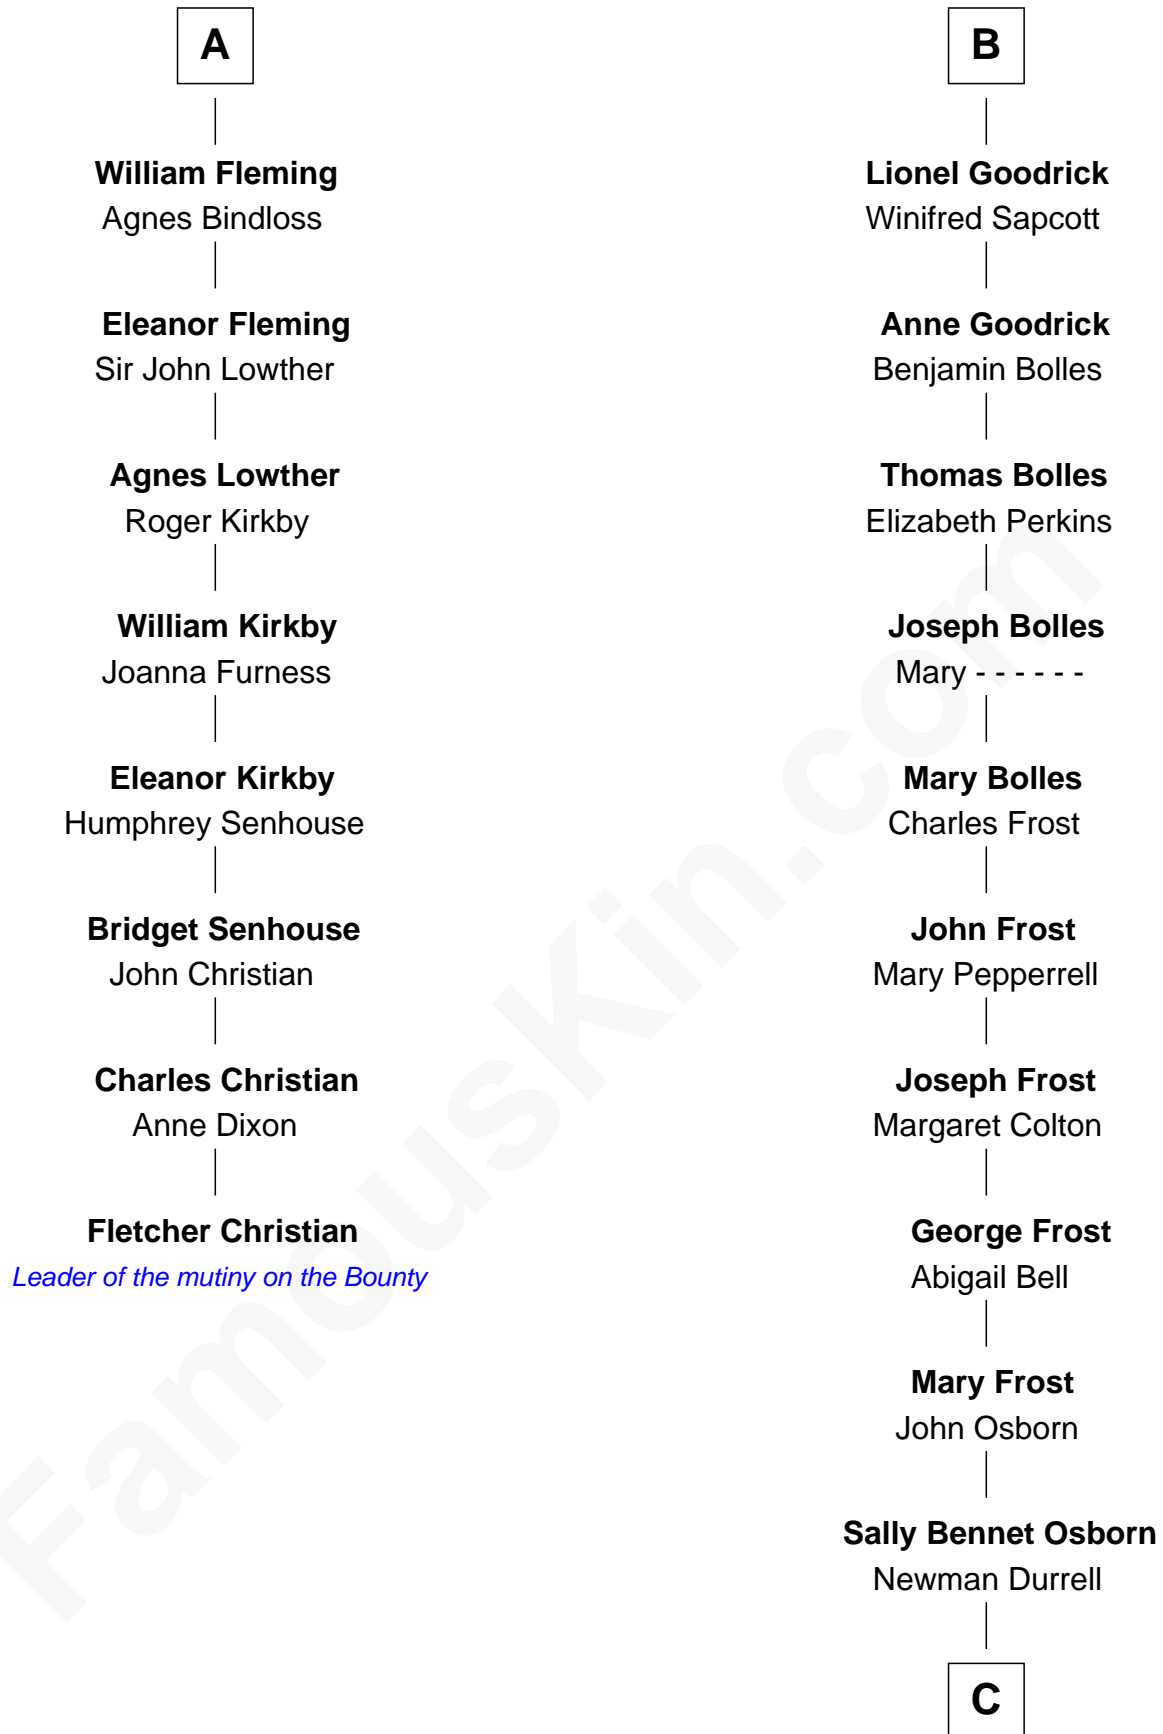 A
William Fleming
Agnes Bindloss
Eleanor Fleming
Sir John Lowther
Agnes Lowther
Roger Kirkby
William Kirkby
Joanna Furness
Eleanor Kirkby
Humphrey Senhouse
Bridget Senhouse
John Christian
Charles Christian
Anne Dixon
Fletcher Christian
Leader of the mutiny on the Bounty
B
Lionel Goodrick
Winifred Sapcott
Anne Goodrick
Benjamin Bolles
Thomas Bolles
Elizabeth Perkins
Joseph Bolles
Mary - - - - - -
Mary Bolles
Charles Frost
John Frost
Mary Pepperrell
Joseph Frost
Margaret Colton
George Frost
Abigail Bell
Mary Frost
John Osborn
Sally Bennet Osborn
Newman Durrell
C
FamousKin.com